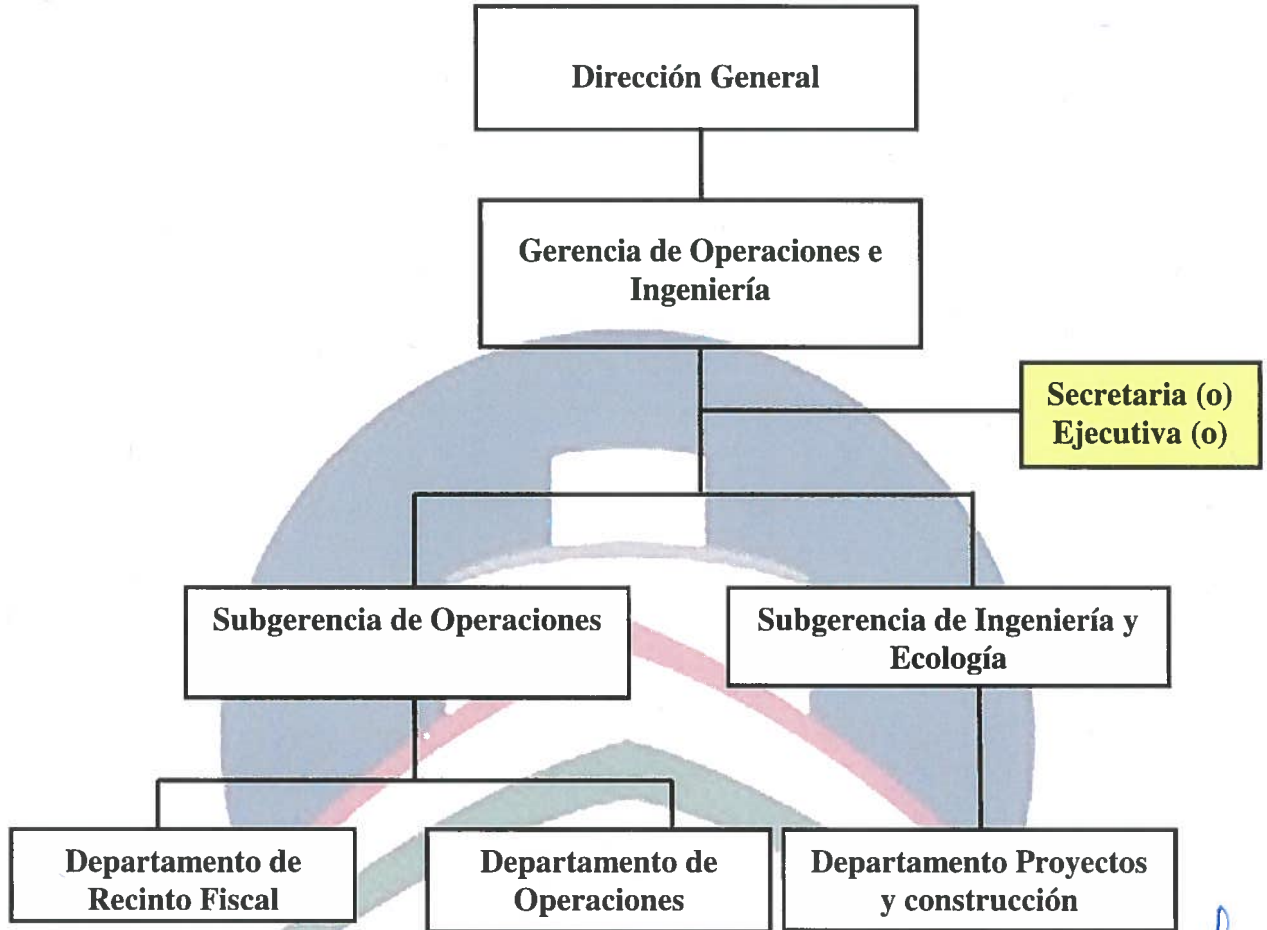 Dirección General
Gerencia de Operaciones e
Ingeniería
Secretaria (o)
Ejecutiva (o)
Subgerencia de Operaciones
Subgerencia de Ingeniería y
Ecología
Departamento de
Recinto Fiscal
Departamento de
Operaciones
Departamento Proyectos
y construcción